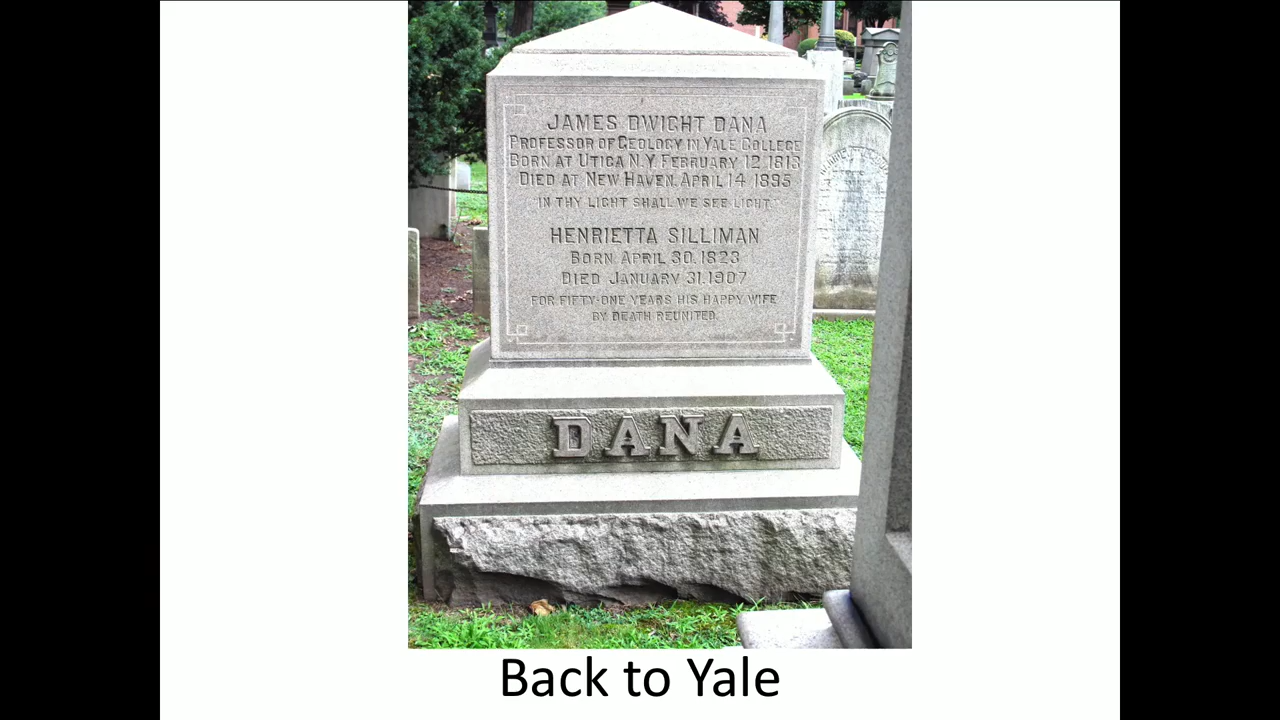 JAMES DWIGHT DANA
PROFESSOR OF GEOLOGY IN YALE COLLEGE
BORN AT UTICA N.Y. FEBRUARY 12 1813
DIED AT NEW HAVEN. APRIL 14 1895
"IN THY LIGHT SHALL WE SEE LIGHT."
HENRIETTA SILLIMAN
BORN APRIL 30. 1823
DIED JANUARY 31. 1907
FOR FIFTY-ONE YEARS HIS HAPPY WIFE
BY DEATH REUNITED.
DANA
Back to Yale